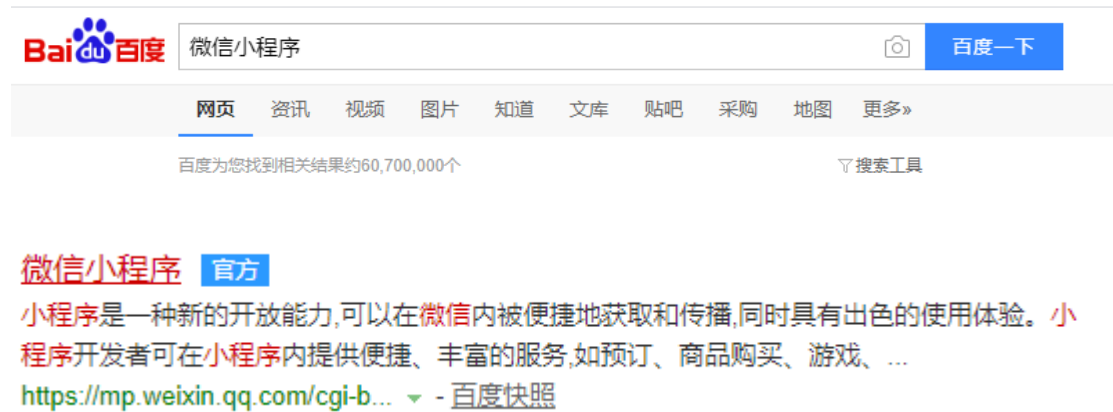 Bai du 百度 微信小程序 百度一下
网页 资讯 视频 图片 知道 文库 贴吧 采购 地图 更多»
百度为您找到相关结果约60,700,000个 搜索工具
微信小程序 官方
小程序是一种新的开放能力,可以在微信内被便捷地获取和传播,同时具有出色的使用体验。小
程序开发者可在小程序内提供便捷、丰富的服务,如预订、商品购买、游戏、...
https://mp.weixin.qq.com/cgi-b... - 百度快照